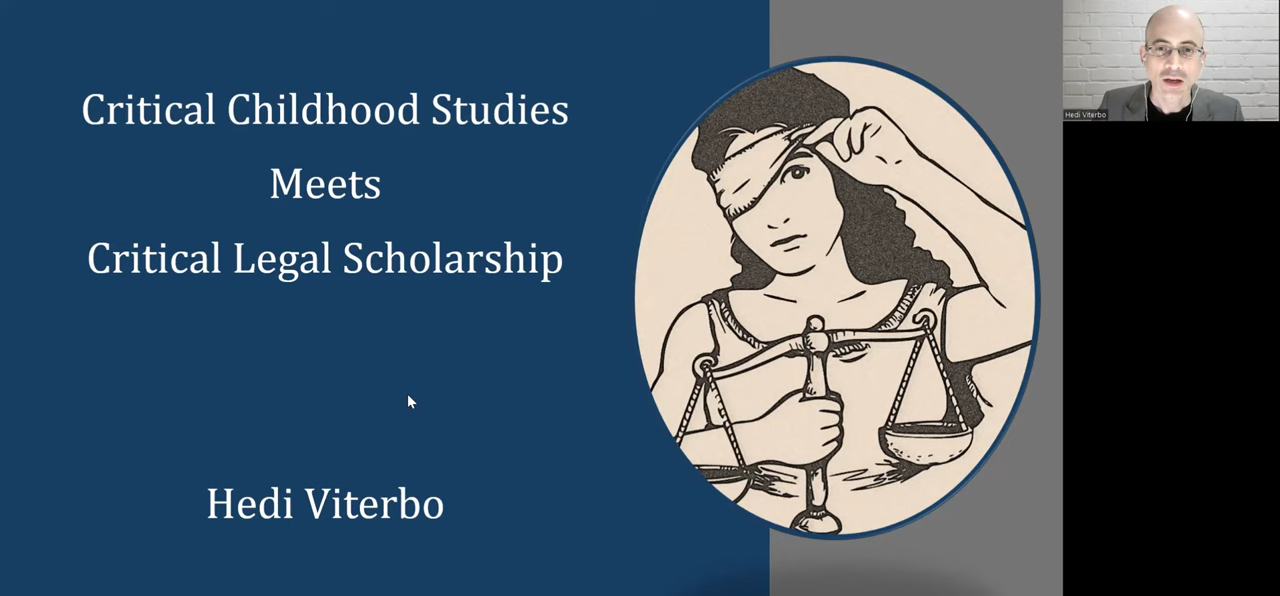 Critical Childhood Studies
Meets
Critical Legal Scholarship
Hedi Viterbo
Hedi Viterbo